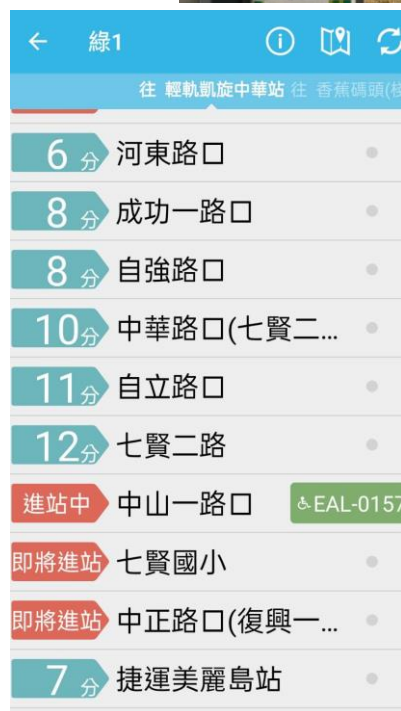 綠1
往 輕軌凱旋中華站 往 香蕉碼頭(棧
6 分 河東路口
8 分 成功一路口
8 分 自強路口
10分 中華路口(七賢二...
11分 自立路口
12分 七賢二路
進站中 中山一路口 EAL-0157
即將進站 七賢國小
即將進站 中正路口(復興一...
7 分 捷運美麗島站